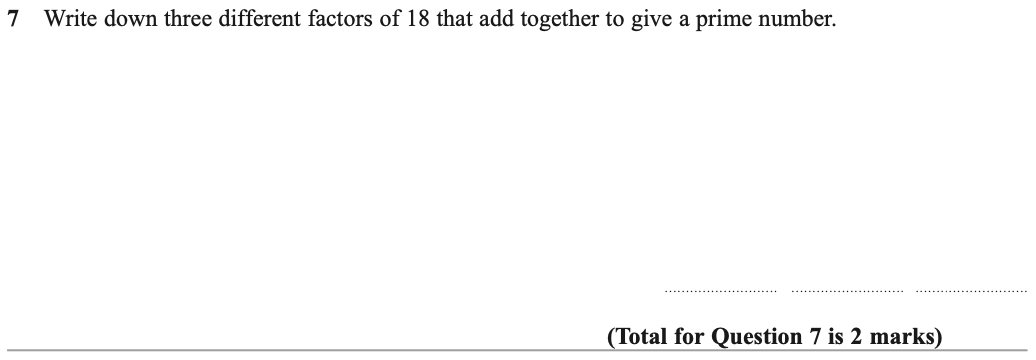 7 Write down three different factors of 18 that add together to give a prime number.
(Total for Question 7 is 2 marks)